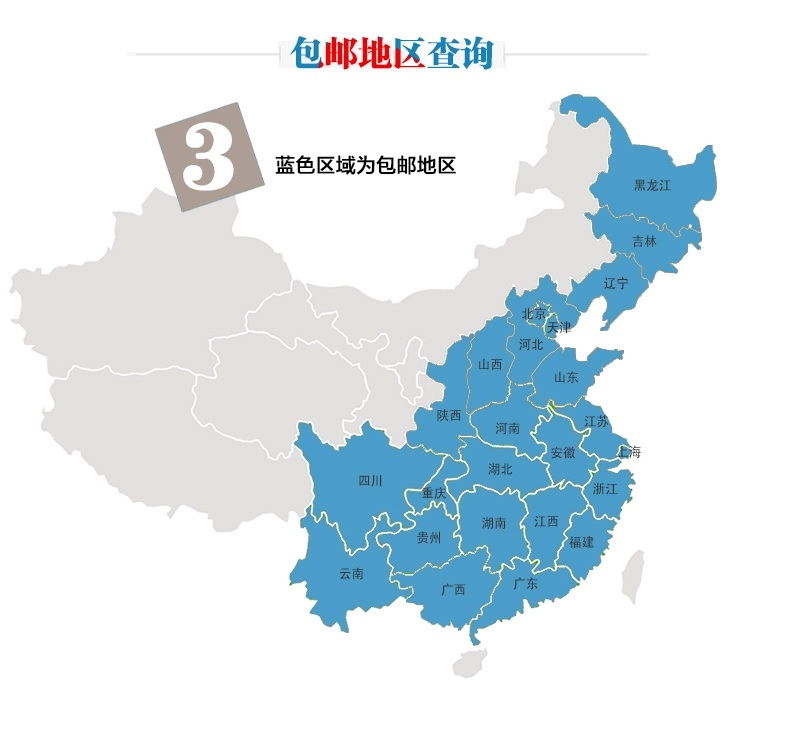 包邮地区查询
3
蓝色区域为包邮地区
黑龙江
吉林
辽宁
北京
天津
河北
山西
山东
陕西
河南
江苏
安徽
上海
湖北
四川
重庆
浙江
湖南
江西
贵州
福建
云南
广西
广东